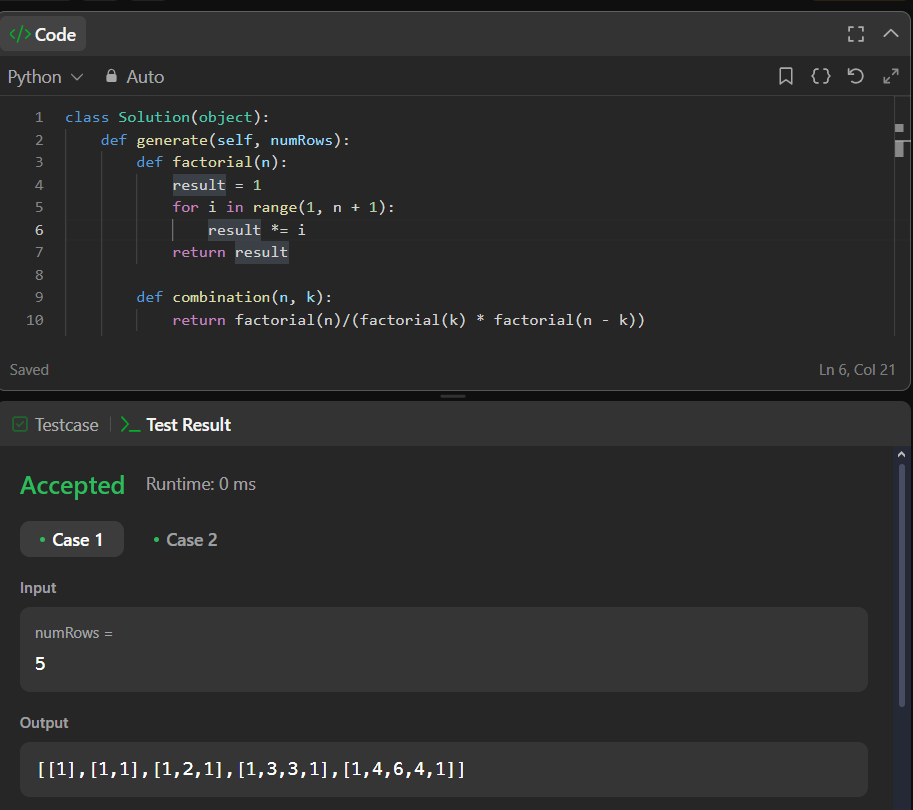 </> Code
Python Auto
1 class Solution(object):
2 def generate(self, numRows):
3 def factorial(n):
4 result = 1
5 for i in range(1, n + 1):
6 result *= i
7 return result
8
9 def combination(n, k):
10 return factorial(n)/(factorial(k) * factorial(n - k))
Saved Ln 6, Col 21
Testcase >_ Test Result
Accepted Runtime: 0 ms
• Case 1 • Case 2
Input
numRows =
5
Output
[[1],[1,1],[1,2,1],[1,3,3,1],[1,4,6,4,1]]